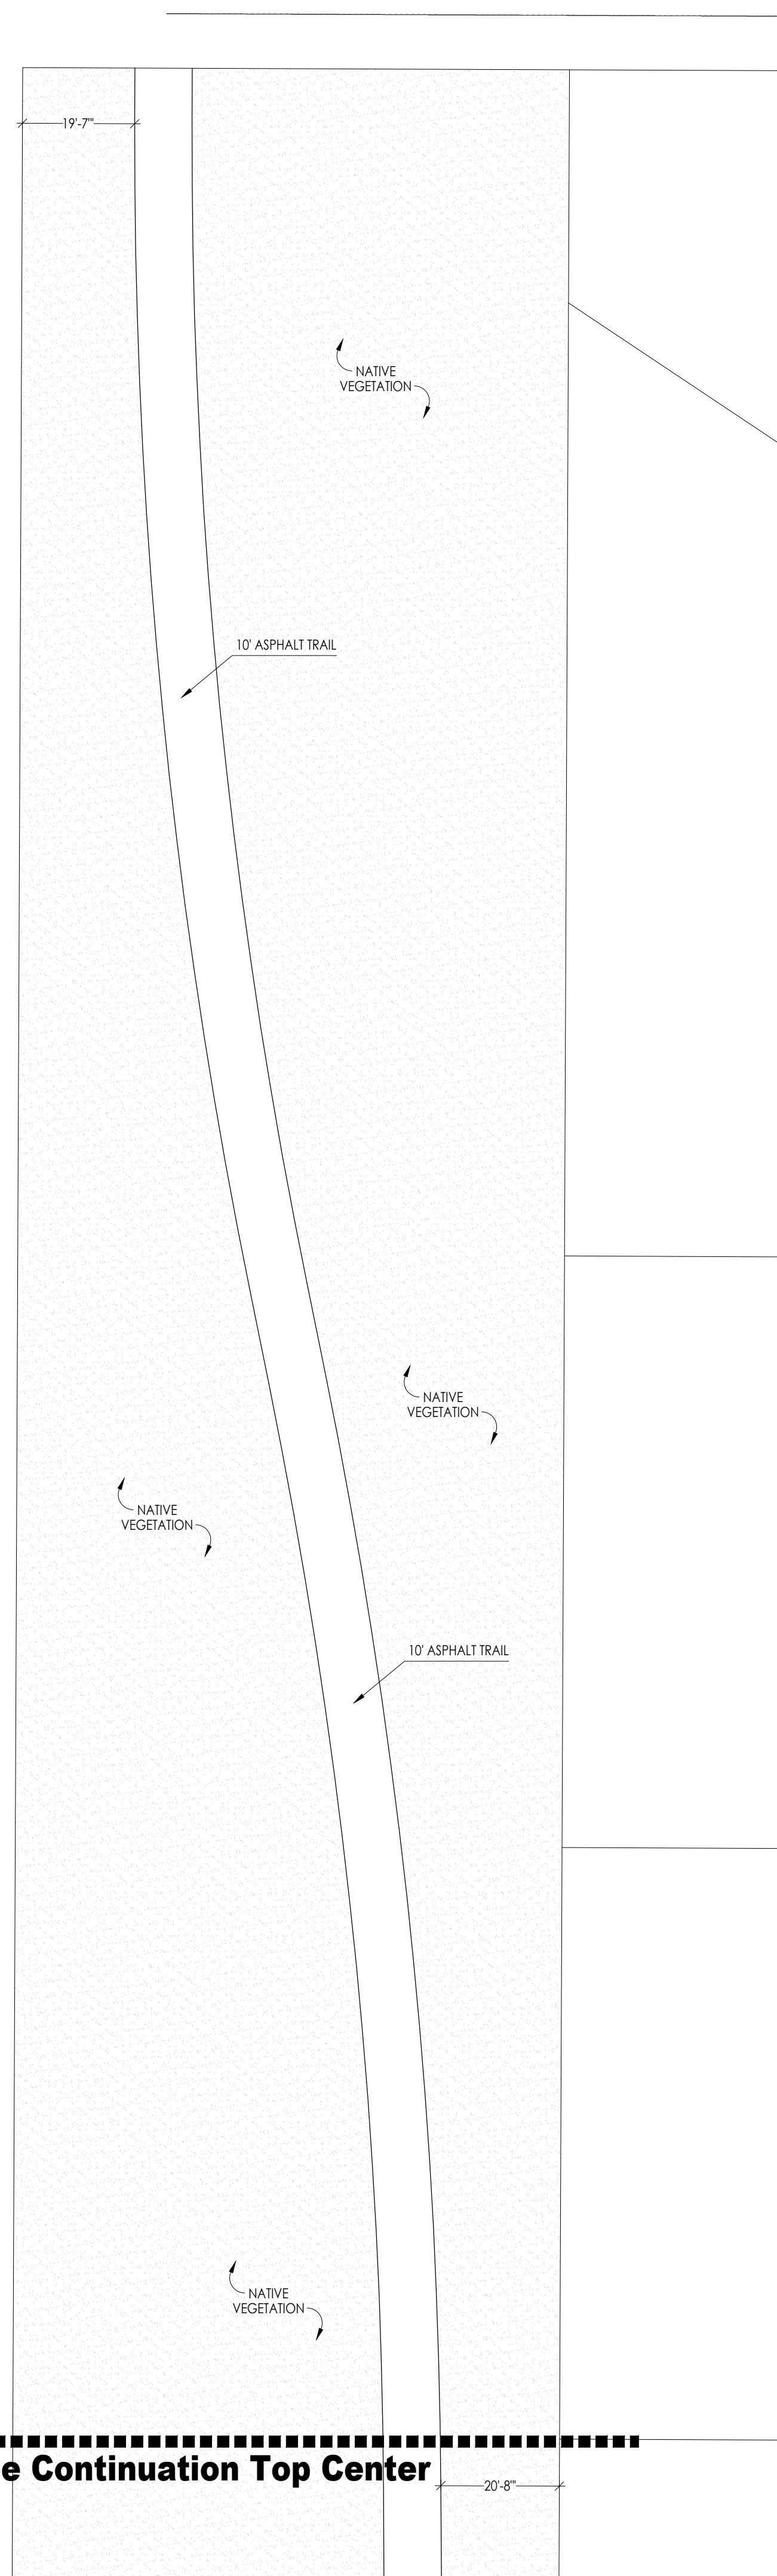 19'-7"
NATIVE
VEGETATION
10' ASPHALT TRAIL
NATIVE
VEGETATION
NATIVE
VEGETATION
10' ASPHALT TRAIL
NATIVE
VEGETATION
e Continuation Top Center
20'-8"